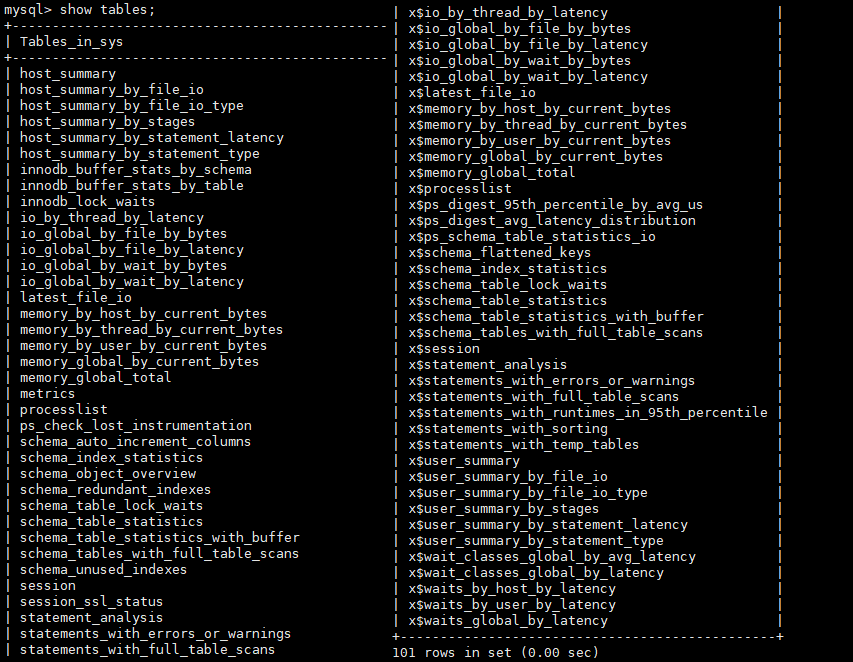 mysql> show tables;
+-----------------------------------------------
| Tables_in_sys
+-----------------------------------------------
| host_summary
| host_summary_by_file_io
| host_summary_by_file_io_type
| host_summary_by_stages
| host_summary_by_statement_latency
| host_summary_by_statement_type
| innodb_buffer_stats_by_schema
| innodb_buffer_stats_by_table
| innodb_lock_waits
| io_by_thread_by_latency
| io_global_by_file_by_bytes
| io_global_by_file_by_latency
| io_global_by_wait_by_bytes
| io_global_by_wait_by_latency
| latest_file_io
| memory_by_host_by_current_bytes
| memory_by_thread_by_current_bytes
| memory_by_user_by_current_bytes
| memory_global_by_current_bytes
| memory_global_total
| metrics
| processlist
| ps_check_lost_instrumentation
| schema_auto_increment_columns
| schema_index_statistics
| schema_object_overview
| schema_redundant_indexes
| schema_table_lock_waits
| schema_table_statistics
| schema_table_statistics_with_buffer
| schema_tables_with_full_table_scans
| schema_unused_indexes
| session
| session_ssl_status
| statement_analysis
| statements_with_errors_or_warnings
| statements_with_full_table_scans
| x$io_by_thread_by_latency |
| x$io_global_by_file_by_bytes |
| x$io_global_by_file_by_latency |
| x$io_global_by_wait_by_bytes |
| x$io_global_by_wait_by_latency |
| x$latest_file_io |
| x$memory_by_host_by_current_bytes |
| x$memory_by_thread_by_current_bytes |
| x$memory_by_user_by_current_bytes |
| x$memory_global_by_current_bytes |
| x$memory_global_total |
| x$processlist |
| x$ps_digest_95th_percentile_by_avg_us |
| x$ps_digest_avg_latency_distribution |
| x$ps_schema_table_statistics_io |
| x$schema_flattened_keys |
| x$schema_index_statistics |
| x$schema_table_lock_waits |
| x$schema_table_statistics |
| x$schema_table_statistics_with_buffer |
| x$schema_tables_with_full_table_scans |
| x$session |
| x$statement_analysis |
| x$statements_with_errors_or_warnings |
| x$statements_with_full_table_scans |
| x$statements_with_runtimes_in_95th_percentile |
| x$statements_with_sorting |
| x$statements_with_temp_tables |
| x$user_summary |
| x$user_summary_by_file_io |
| x$user_summary_by_file_io_type |
| x$user_summary_by_stages |
| x$user_summary_by_statement_latency |
| x$user_summary_by_statement_type |
| x$wait_classes_global_by_avg_latency |
| x$wait_classes_global_by_latency |
| x$waits_by_host_by_latency |
| x$waits_by_user_by_latency |
| x$waits_global_by_latency |
+-----------------------------------------------+
101 rows in set (0.00 sec)